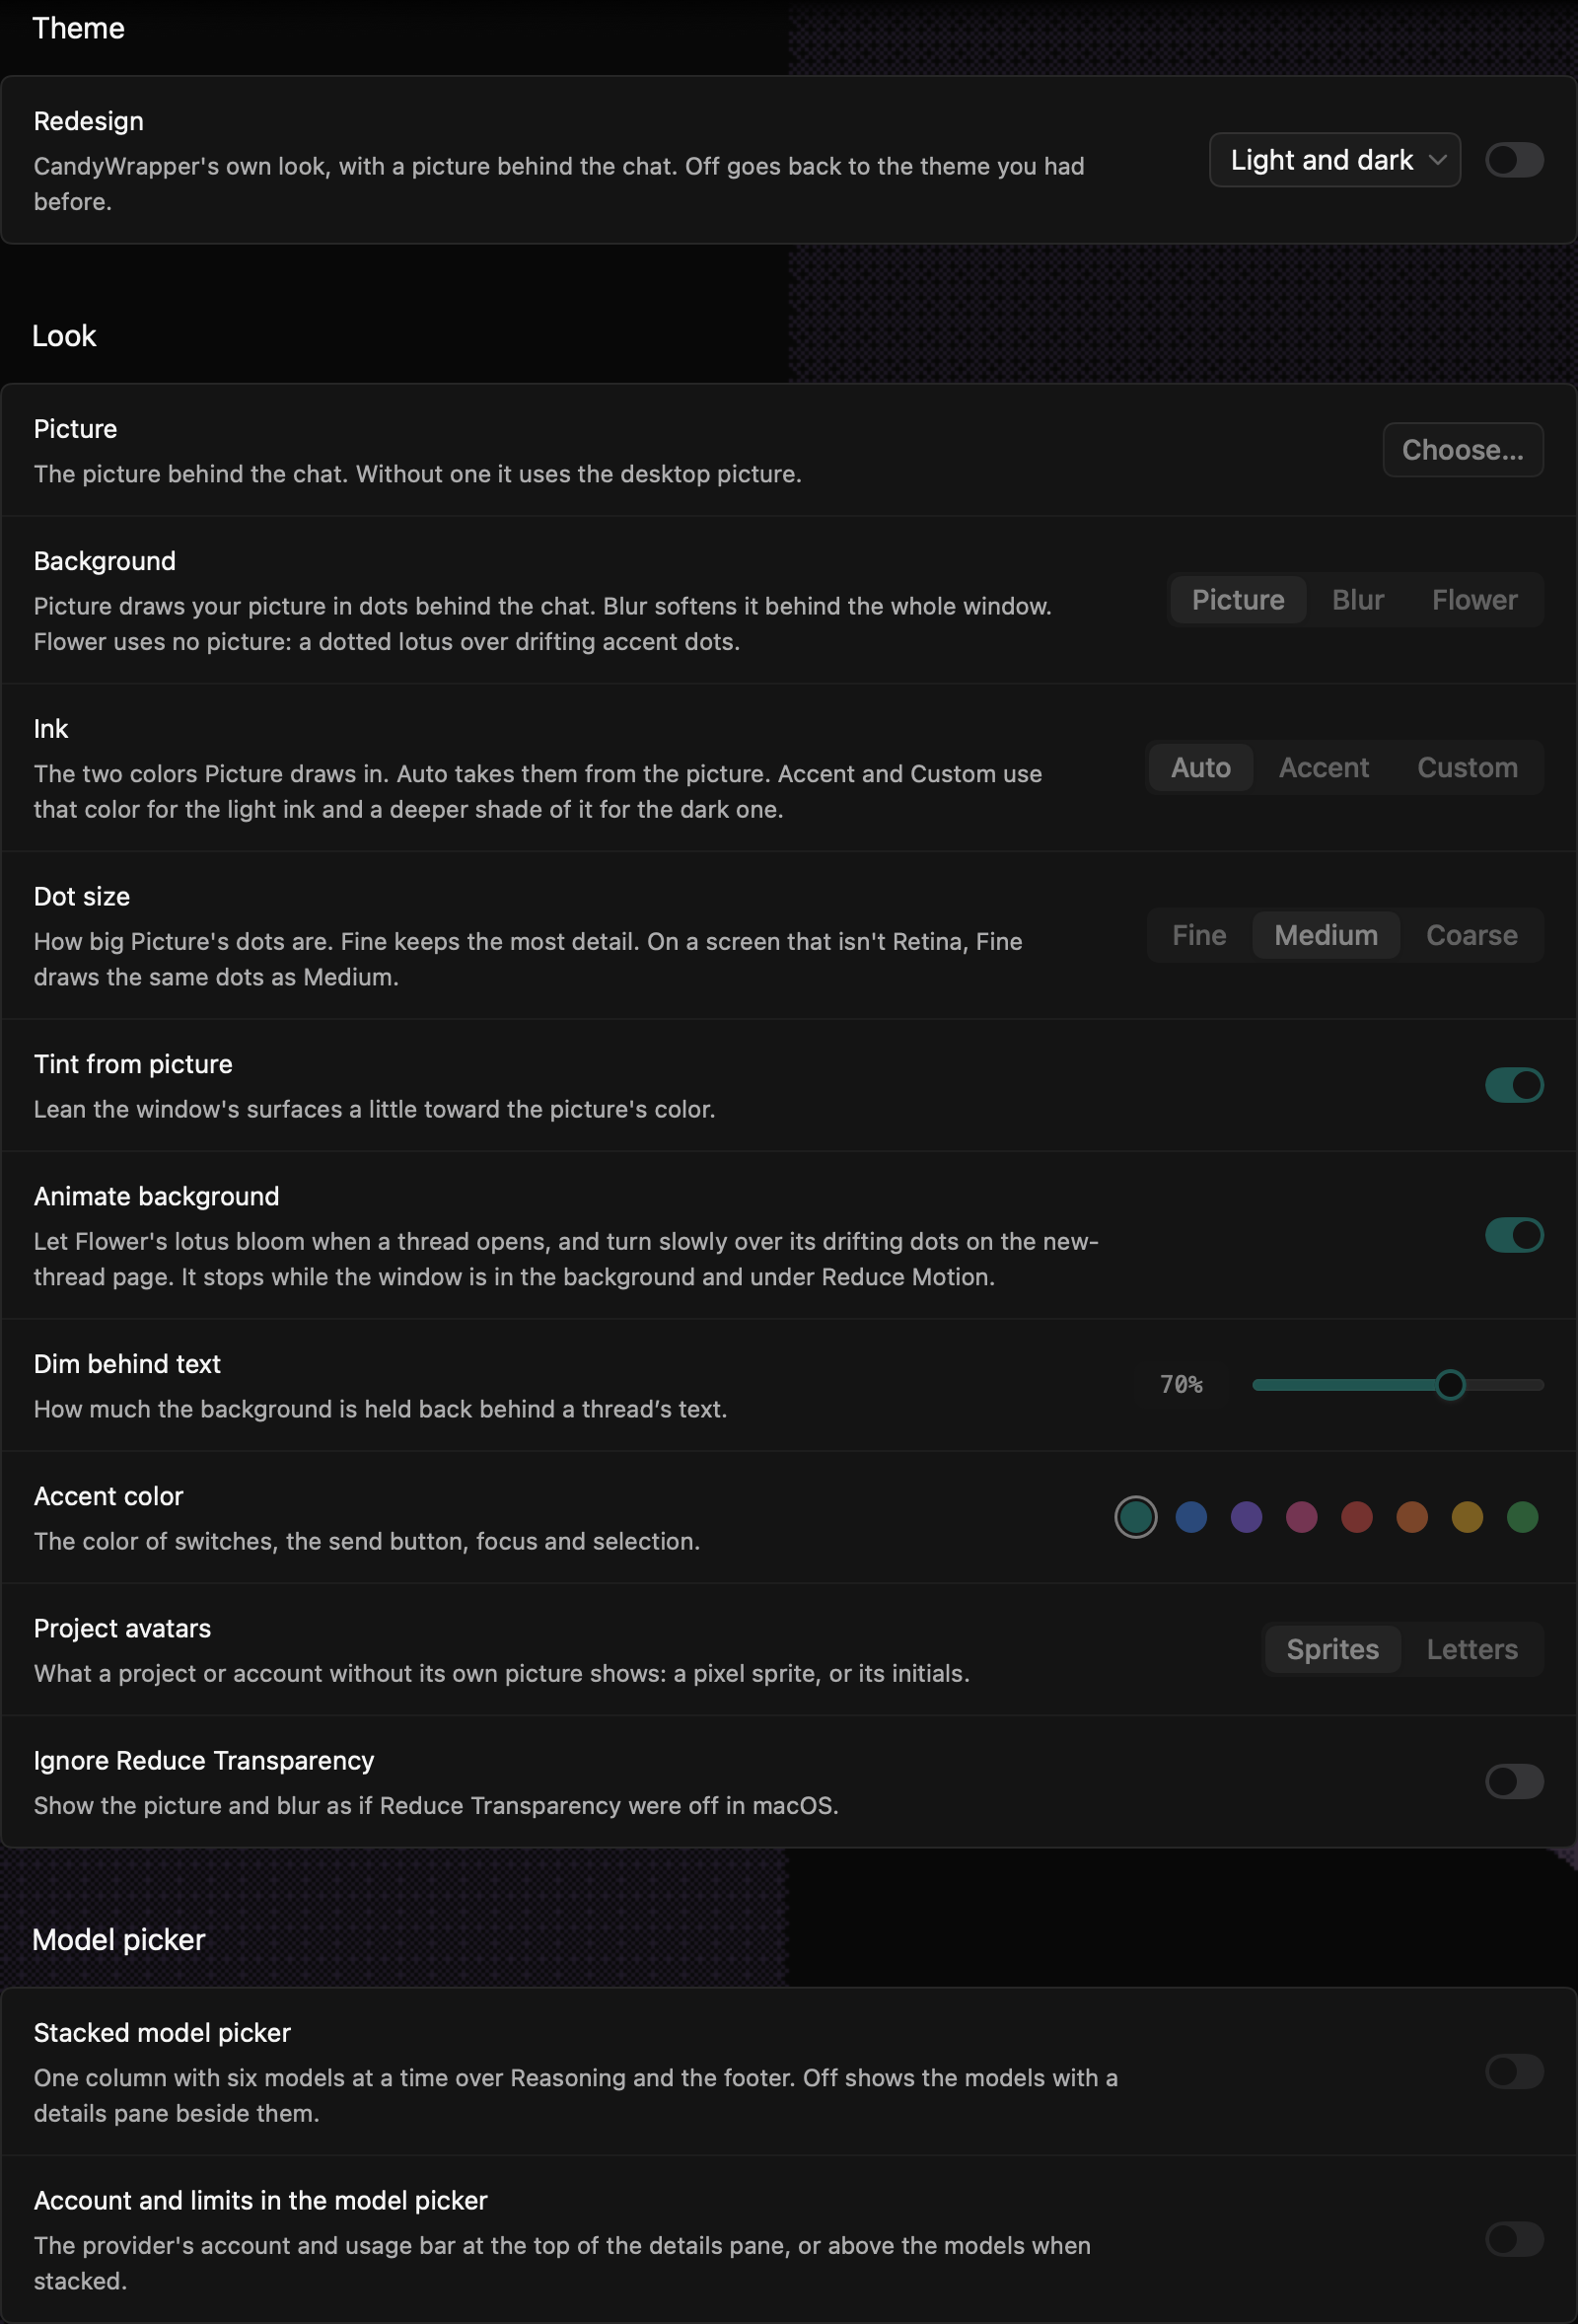 Theme
Redesign
CandyWrapper's own look, with a picture behind the chat. Off goes back to the theme you had
before.
Light and dark
Look
Picture
The picture behind the chat. Without one it uses the desktop picture.
Choose...
Background
Picture draws your picture in dots behind the chat. Blur softens it behind the whole window.
Flower uses no picture: a dotted lotus over drifting accent dots.
Picture Blur Flower
Ink
The two colors Picture draws in. Auto takes them from the picture. Accent and Custom use
that color for the light ink and a deeper shade of it for the dark one.
Auto Accent Custom
Dot size
How big Picture's dots are. Fine keeps the most detail. On a screen that isn't Retina, Fine
draws the same dots as Medium.
Fine Medium Coarse
Tint from picture
Lean the window's surfaces a little toward the picture's color.
Animate background
Let Flower's lotus bloom when a thread opens, and turn slowly over its drifting dots on the new-
thread page. It stops while the window is in the background and under Reduce Motion.
Dim behind text
How much the background is held back behind a thread’s text.
70%
Accent color
The color of switches, the send button, focus and selection.
Project avatars
What a project or account without its own picture shows: a pixel sprite, or its initials.
Sprites Letters
Ignore Reduce Transparency
Show the picture and blur as if Reduce Transparency were off in macOS.
Model picker
Stacked model picker
One column with six models at a time over Reasoning and the footer. Off shows the models with a
details pane beside them.
Account and limits in the model picker
The provider's account and usage bar at the top of the details pane, or above the models when
stacked.